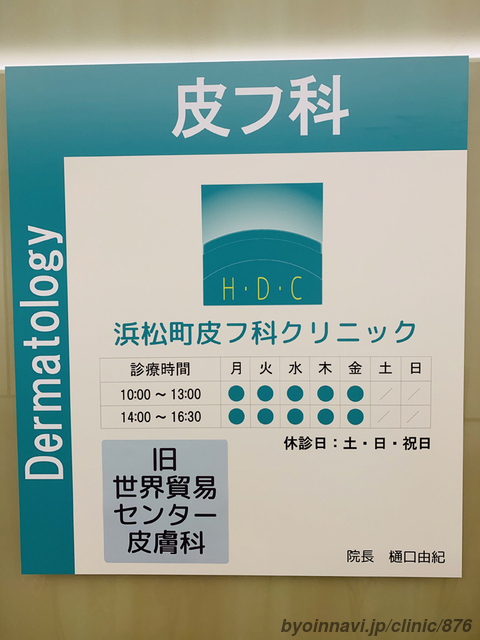 皮フ科
Dermatology
H・D・C
浜松町皮フ科クリニック
診療時間 月 火 水 木 金 土 日
10:00 ～ 13:00 ● ● ● ● ● ／ ／
14:00 ～ 16:30 ● ● ● ● ● ／ ／
休診日：土・日・祝日
旧
世界貿易
センター
皮膚科
院長 樋口由紀
byoinnavi.jp/clinic/876